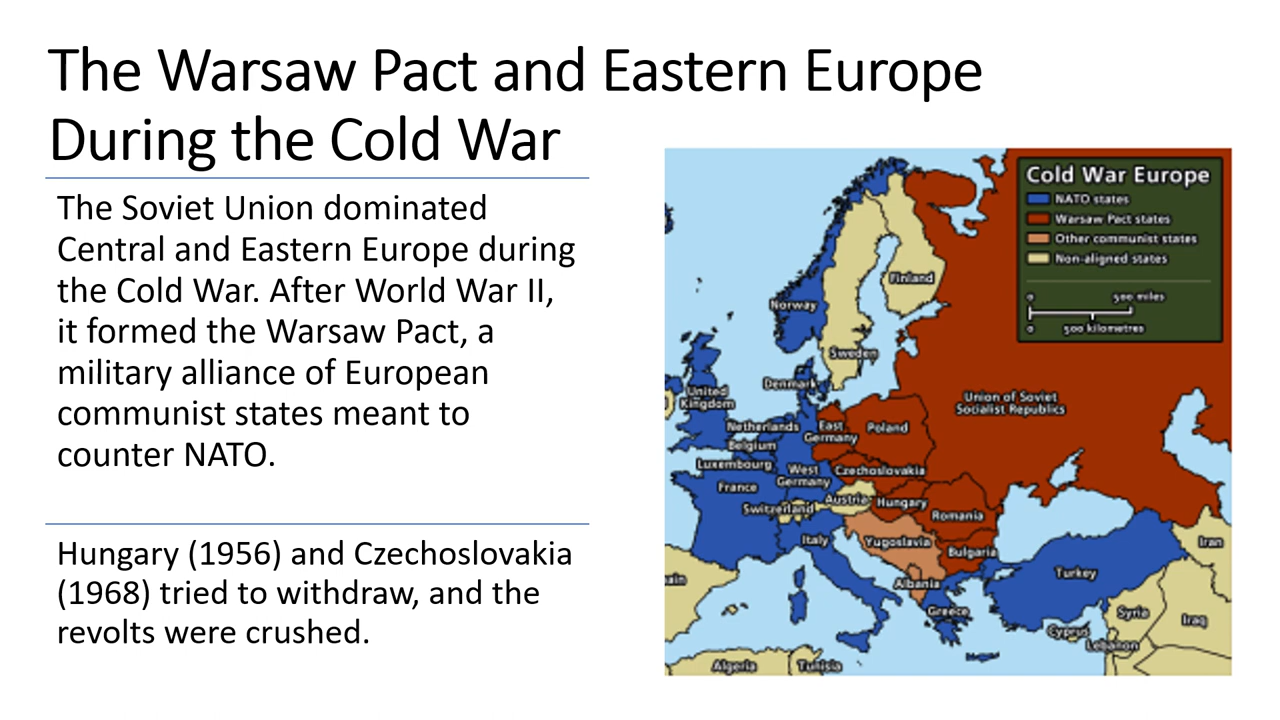 The Warsaw Pact and Eastern Europe
During the Cold War
The Soviet Union dominated
Central and Eastern Europe during
the Cold War. After World War II,
it formed the Warsaw Pact, a
military alliance of European
communist states meant to
counter NATO.
Hungary (1956) and Czechoslovakia
(1968) tried to withdraw, and the
revolts were crushed.
Cold War Europe
NATO states
Warsaw Pact states
Other communist states
Non-aligned states
0 500 miles
0 500 kilometres
Finland
Norway
Sweden
Denmark
United
Kingdom
Union of Soviet
Socialist Republics
Netherlands
East
Germany
Poland
Belgium
Luxembourg
West
Germany
Czechoslovakia
France
Austria
Hungary
Switzerland
Romania
Italy
Yugoslavia
Bulgaria
Iran
ain
Albania
Turkey
Greece
Syria
Iraq
Cyprus
Lebanon
Algeria
Tunisia